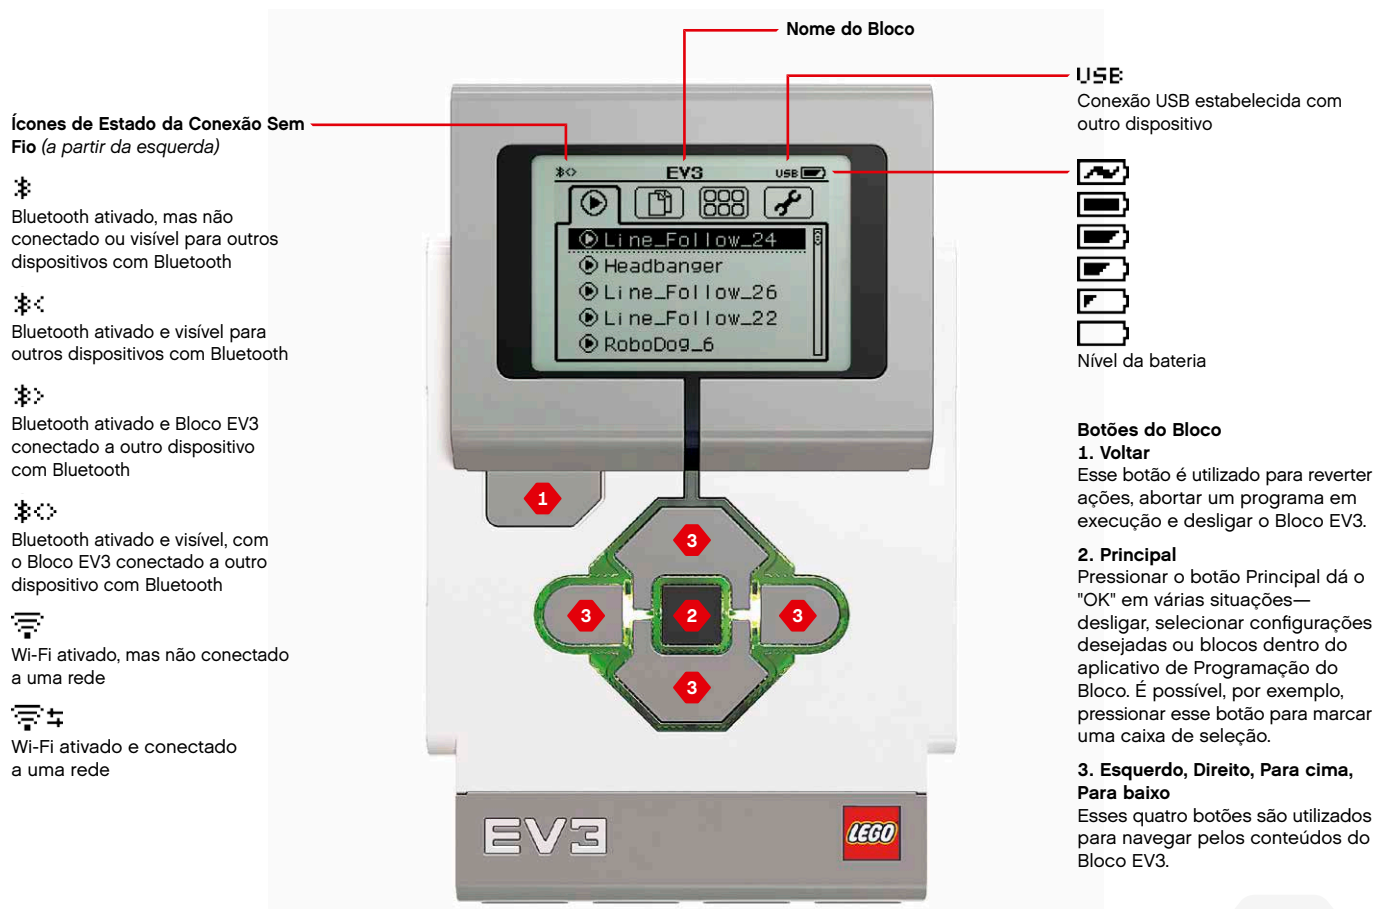 Nome do Bloco
Ícones de Estado da Conexão Sem
Fio (a partir da esquerda)
Bluetooth ativado, mas não
conectado ou visível para outros
dispositivos com Bluetooth
Bluetooth ativado e visível para
outros dispositivos com Bluetooth
Bluetooth ativado e Bloco EV3
conectado a outro dispositivo
com Bluetooth
Bluetooth ativado e visível, com
o Bloco EV3 conectado a outro
dispositivo com Bluetooth
Wi-Fi ativado, mas não conectado
a uma rede
Wi-Fi ativado e conectado
a uma rede
EV3 USB
Line_Follow_24
Headbanger
Line_Follow_26
Line_Follow_22
RoboDog_6
1
3
3 2 3
3
EV3 LEGO
USB
Conexão USB estabelecida com
outro dispositivo
Nível da bateria
Botões do Bloco
1. Voltar
Esse botão é utilizado para reverter
ações, abortar um programa em
execução e desligar o Bloco EV3.
2. Principal
Pressionar o botão Principal dá o
"OK" em várias situações—
desligar, selecionar configurações
desejadas ou blocos dentro do
aplicativo de Programação do
Bloco. É possível, por exemplo,
pressionar esse botão para marcar
uma caixa de seleção.
3. Esquerdo, Direito, Para cima,
Para baixo
Esses quatro botões são utilizados
para navegar pelos conteúdos do
Bloco EV3.